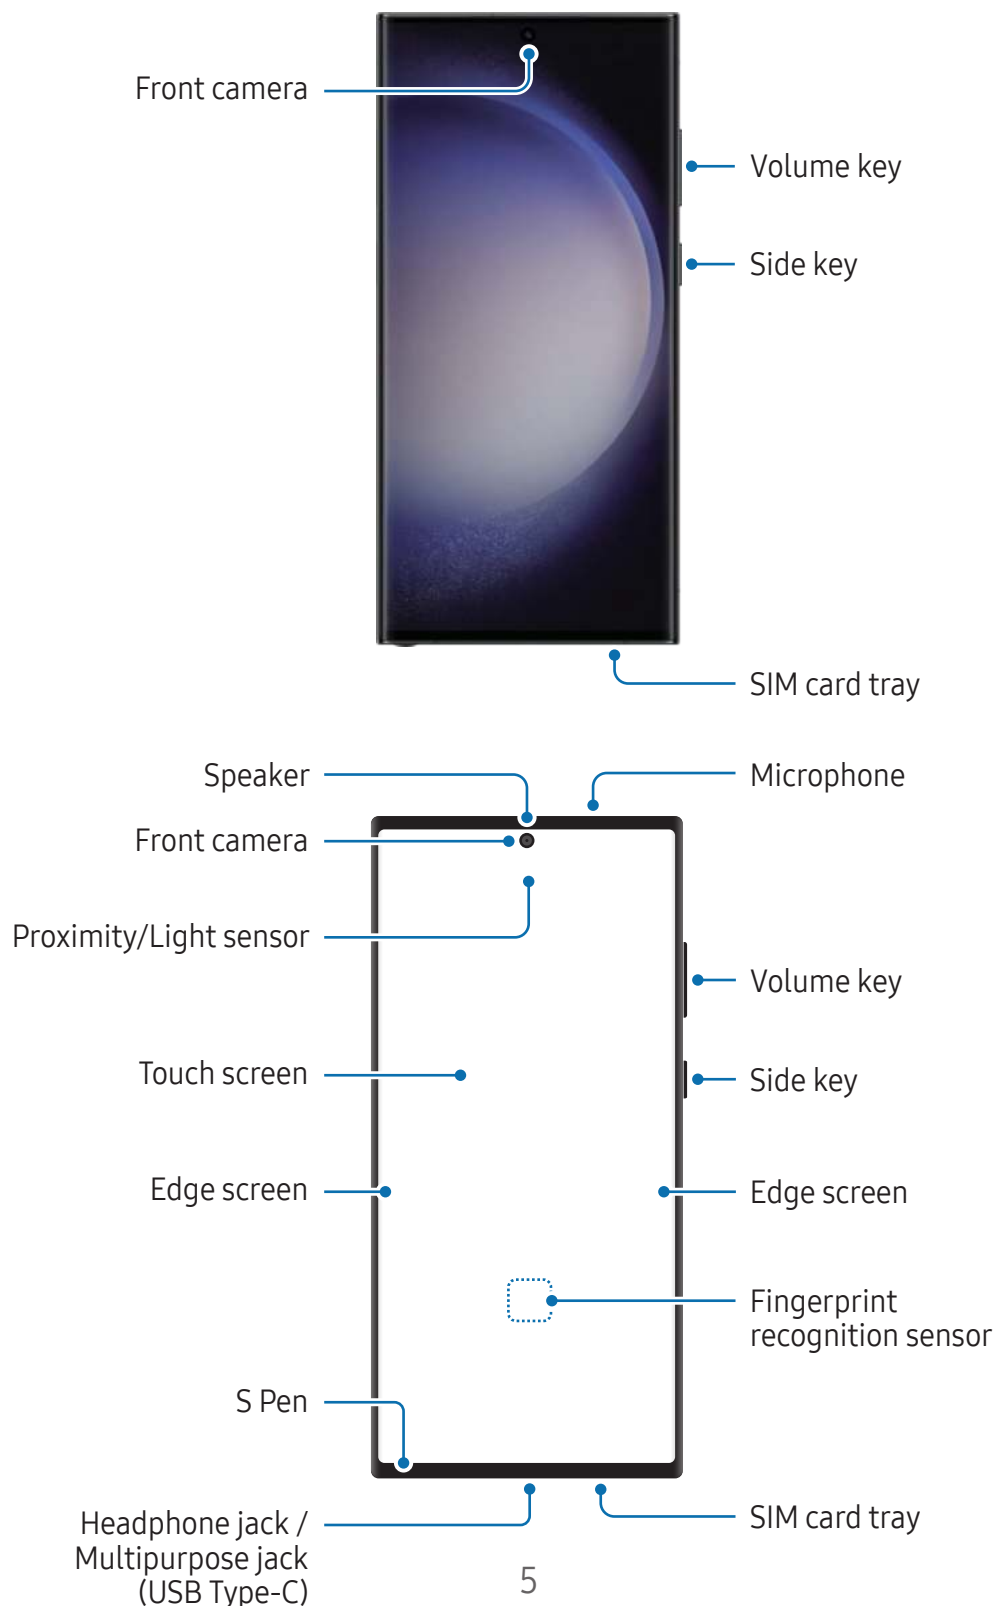 Front camera
Volume key
Side key
SIM card tray
Speaker
Microphone
Front camera
Proximity/Light sensor
Volume key
Touch screen
Side key
Edge screen
Edge screen
Fingerprint
recognition sensor
S Pen
Headphone jack /
Multipurpose jack
(USB Type-C)
SIM card tray
5